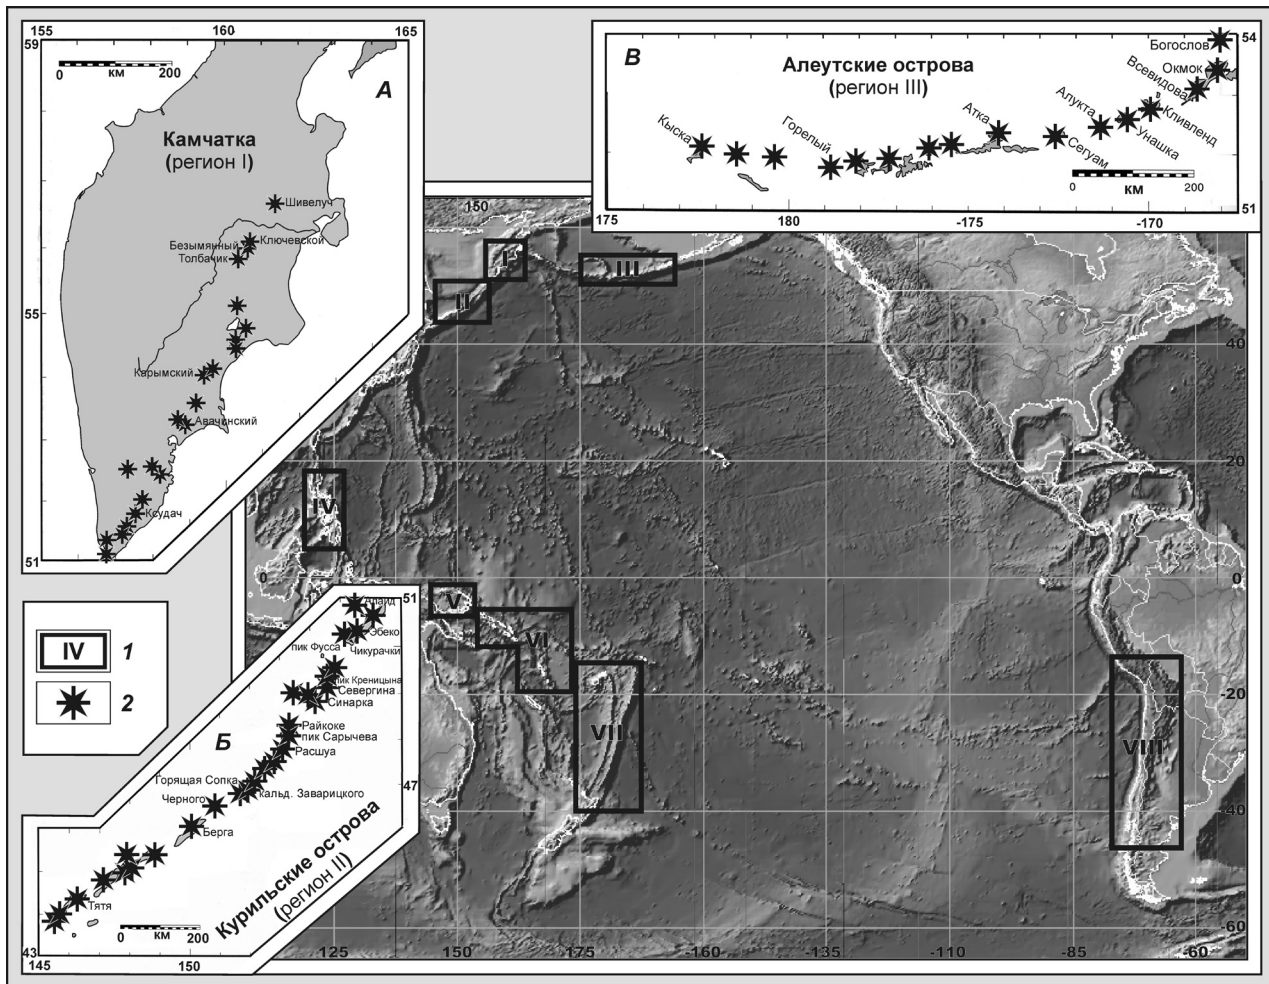 155
160
165
59
0
200
КМ
А
Камчатка
(регион I)
Шивелуч
Ключевской
Безымянный
Толбачик
55
Карымский
Авачинский
Ксудач
51
В
Алеутские острова
(регион III)
Богослов
54
Окмок
Всевидова
Кливленд
Унашка
Алукта
Сегуам
Атка
Горелый
Кыска
0
200
КМ
51
175
180
-175
-170
150
I
II
III
40
20
IV
0
0
V
VI
-20
VII
VIII
-40
-60
125
150
175
-160
-135
-110
-85
-60
IV
1
2
51
Алаид
Эбеко
пик Фусса
Чикурачки
пик Креницына
Севергина
Синарка
Райкоке
пик Сарычева
Б
Расшуа
Горящая Сопка
47
кальд. Заварицкого
Черного
Берга
Тятя
Курильские острова
(регион II)
0
КМ
200
43
145
150